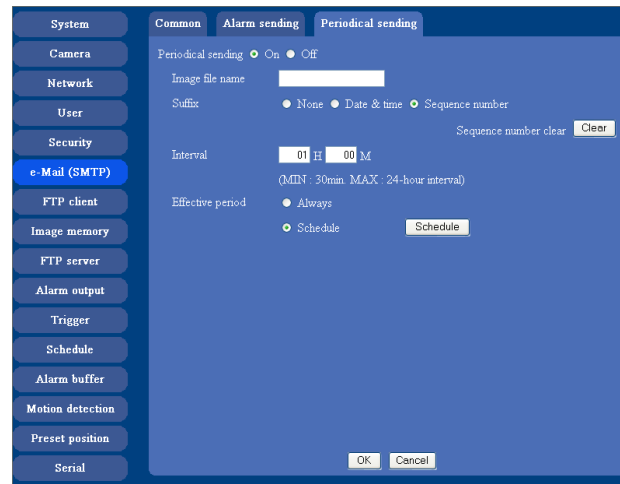 System
Camera
Network
User
Security
e-Mail (SMTP)
FTP client
Image memory
FTP server
Alarm output
Trigger
Schedule
Alarm buffer
Motion detection
Preset position
Serial
Common Alarm sending Periodical sending
Periodical sending On Off
Image file name
Suffix None Date & time Sequence number
Sequence number clear Clear
Interval 01 H 00 M
(MIN : 30min. MAX : 24-hour interval)
Effective period Always
Schedule Schedule
OK Cancel